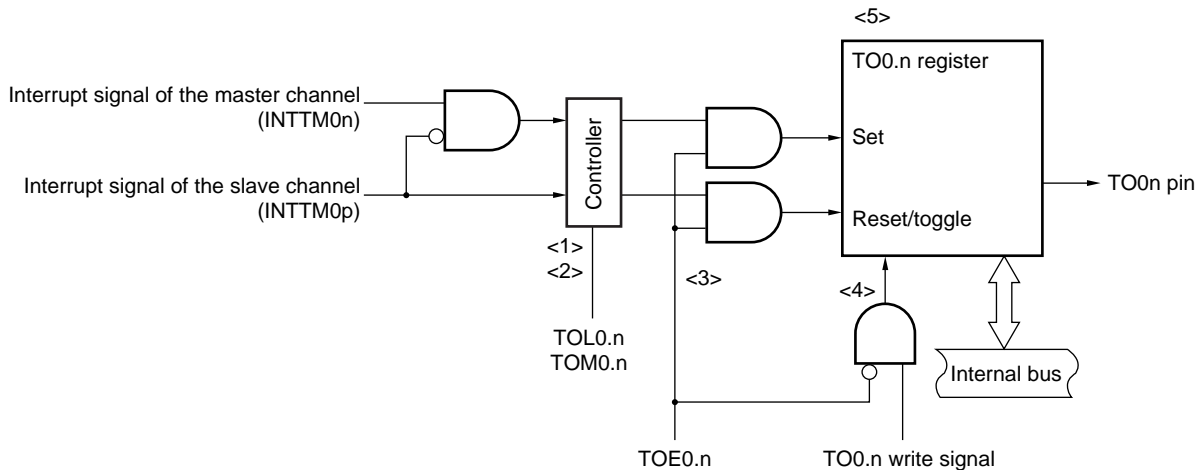 <5>
TO0.n register
Interrupt signal of the master channel
(INTTM0n)
Controller
Set
Interrupt signal of the slave channel
(INTTM0p)
TO0n pin
Reset/toggle
<1>
<2>
<3>
<4>
TOL0.n
TOM0.n
Internal bus
TOE0.n
TO0.n write signal